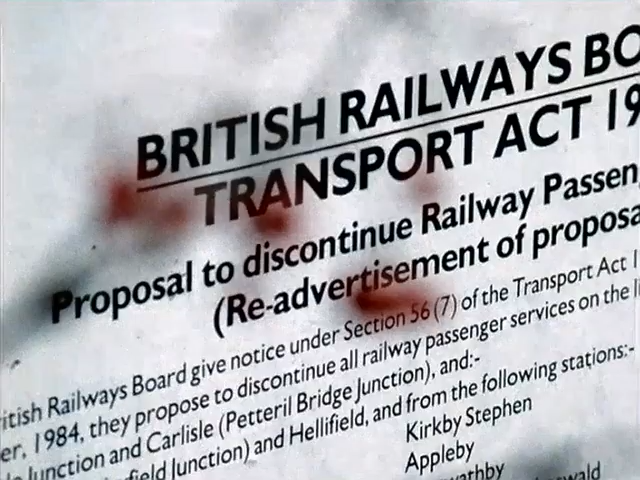 BRITISH RAILWAYS BO
TRANSPORT ACT 19
Proposal to discontinue Railway Passen
(Re-advertisement of proposa
itish Railways Board give notice under Section 56 (7) of the Transport Act 1
er, 1984, they propose to discontinue all railway passenger services on the li
Junction and Carlisle (Petteril Bridge Junction), and:-
field Junction) and Hellifield, and from the following stations:-
Kirkby Stephen
Appleby